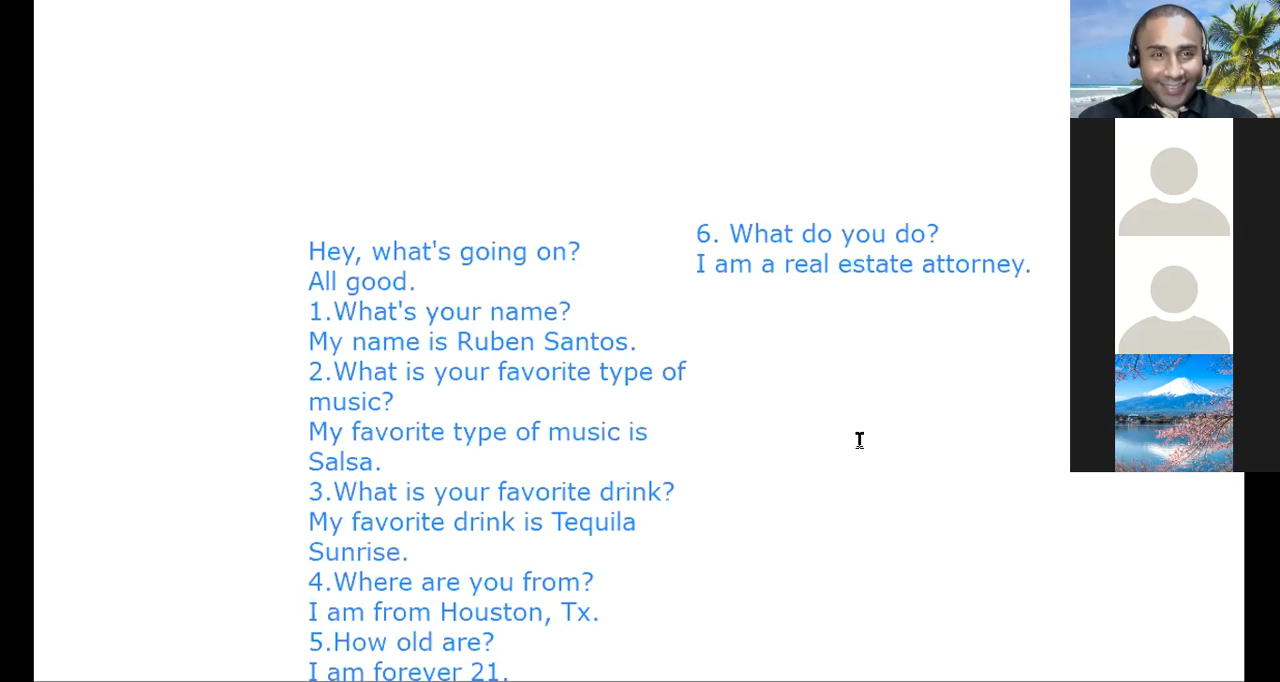 Hey, what's going on?
All good.
1.What's your name?
My name is Ruben Santos.
2.What is your favorite type of
music?
My favorite type of music is
Salsa.
3.What is your favorite drink?
My favorite drink is Tequila
Sunrise.
4.Where are you from?
I am from Houston, Tx.
5.How old are?
I am forever 21.
6. What do you do?
I am a real estate attorney.